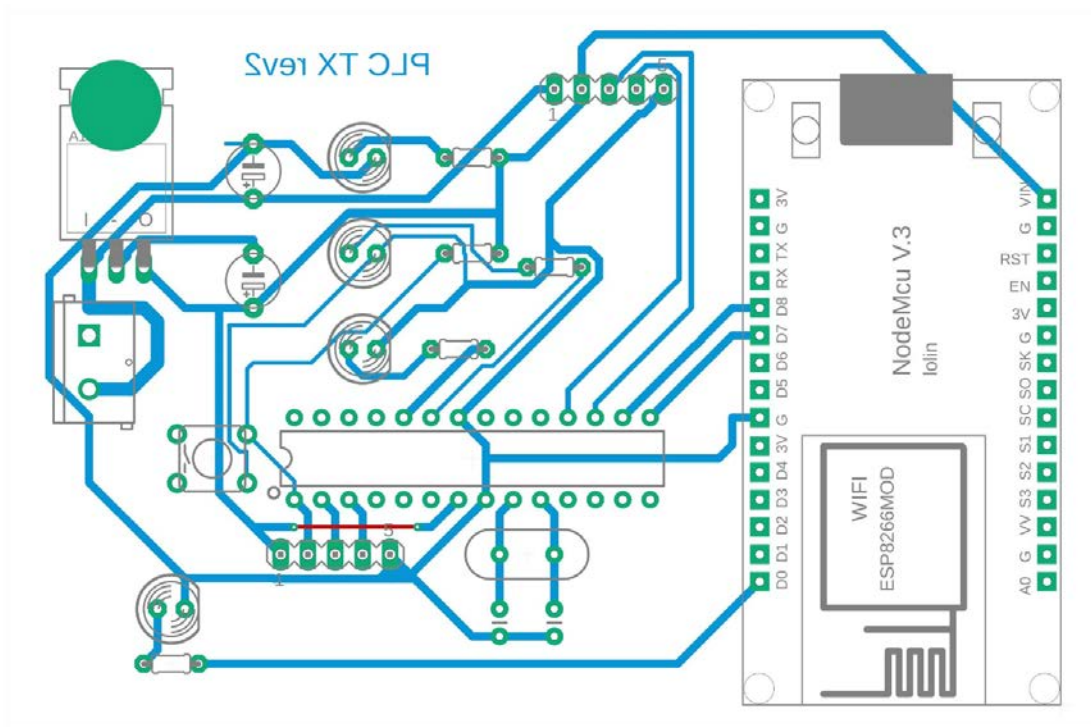 PLC TX rev2
1
5
I - O
3V
G
TX
RX
D8
D7
D6
D5
G
3V
D4
D3
D2
D1
D0
NodeMcu V.3
lolin
VIN
G
RST
EN
3V
G
SK
SO
SC
S1
S2
S3
VV
G
A0
WIFI
ESP8266MOD
1
5